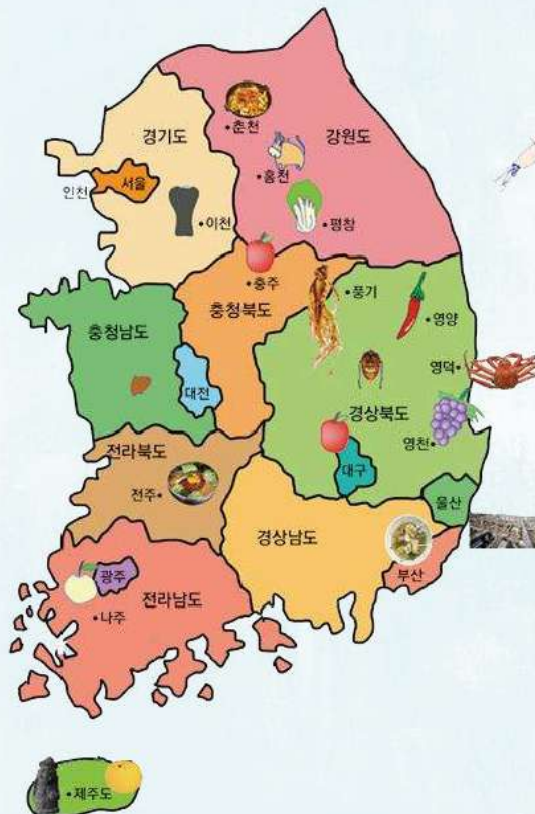 경기도
춘천
강원도
홍천
인천
서울
이천
평창
충주
풍기
충청북도
영양
충청남도
영덕
대전
경상북도
영천
전라북도
대구
전주
울산
경상남도
부산
광주
전라남도
나주
제주도